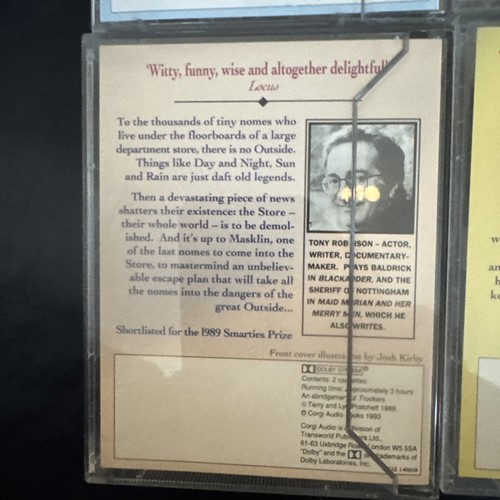 'Witty, funny, wise and altogether delightful'
Locus
To the thousands of tiny nomes who
live under the floorboards of a large
department store, there is no Outside.
Things like Day and Night, Sun
and Rain are just daft old legends.
Then a devastating piece of news
shatters their existence: the Store –
their whole world – is to be demol-
ished. And it's up to Masklin, one
of the last nomes to come into the
Store, to mastermind an unbeliev-
able escape plan that will take all
the nomes into the dangers of the
great Outside...
Shortlisted for the 1989 Smarties Prize
TONY ROBINSON – ACTOR,
WRITER, DOCUMENTARY-
MAKER, PLAYS BALDRICK
IN BLACKADDER, AND THE
SHERIFF OF NOTTINGHAM
IN MAID MARIAN AND HER
MERRY MEN, WHICH HE
ALSO WRITES.
Front cover illustration by Josh Kirby
DOLBY
Contents: 2 cassettes
Running time: approximately 3 hours
An abridgement of Truckers
© Terry and Lyn Pratchett 1989
℗ Corgi Audio Books 1993
Corgi Audio is a division of
Transworld Publishers Ltd.,
61-63 Uxbridge Road, London W5 5SA
"Dolby" and the are trademarks of
Dolby Laboratories, Inc.